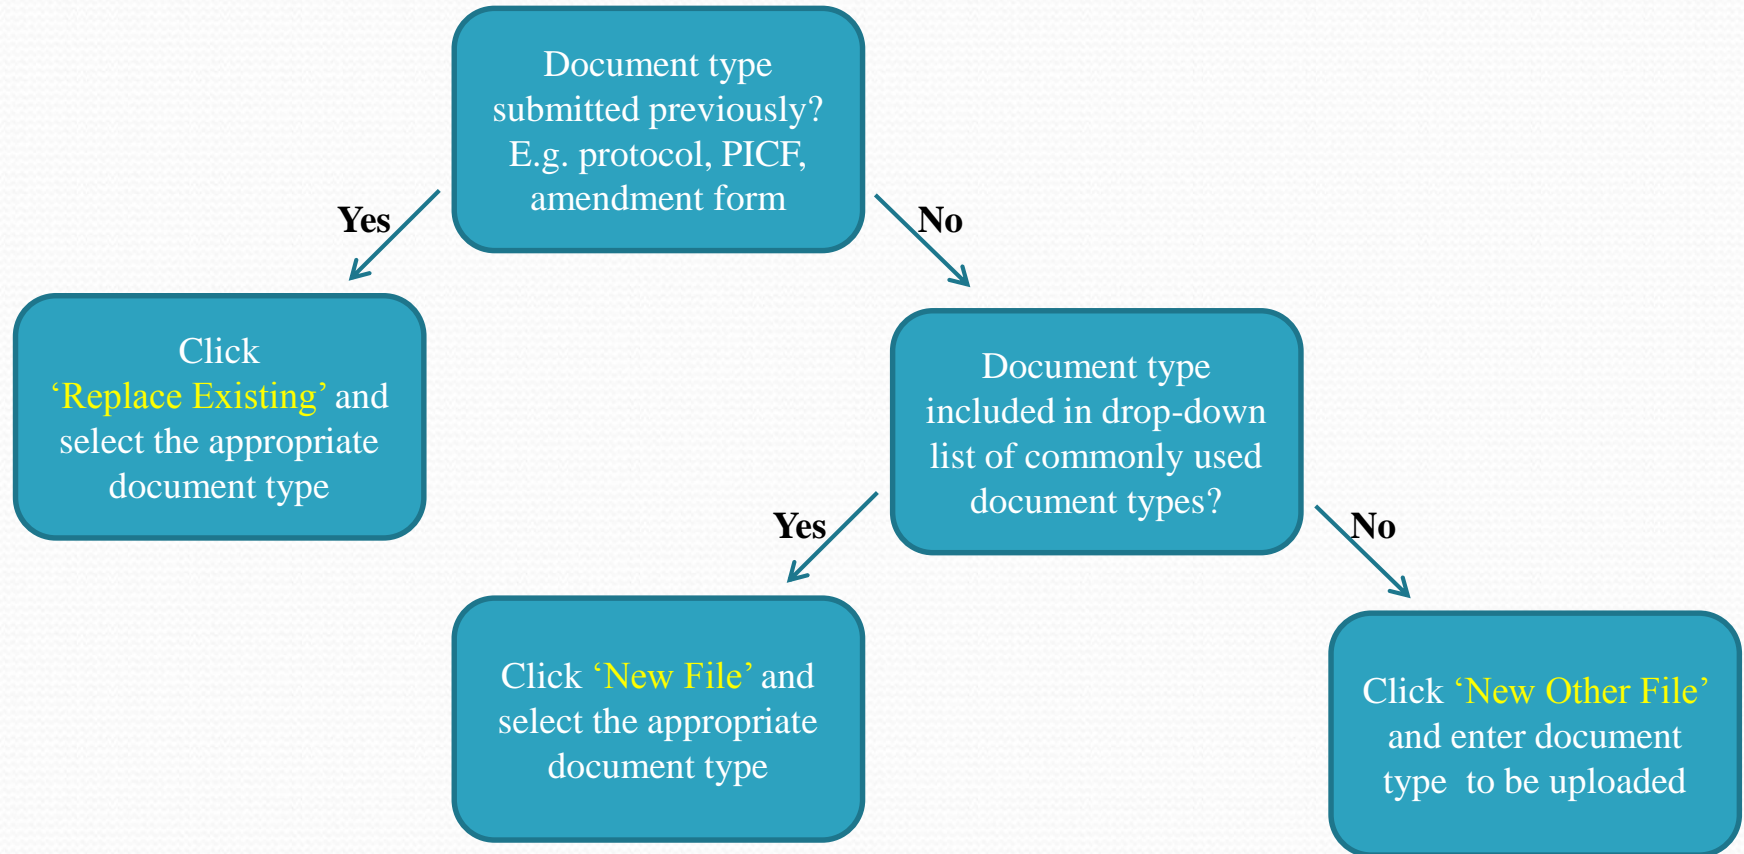 Document type
submitted previously?
E.g. protocol, PICF,
amendment form
Yes
No
Click
‘Replace Existing’ and
select the appropriate
document type
Document type
included in drop-down
list of commonly used
document types?
Yes
No
Click ‘New File’ and
select the appropriate
document type
Click ‘New Other File’
and enter document
type  to be uploaded